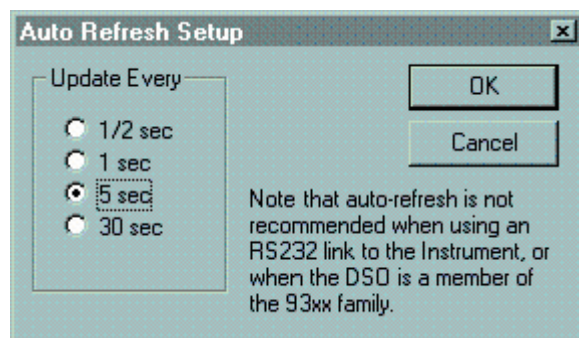 Auto Refresh Setup
Update Every
1/2 sec
1 sec
5 sec
30 sec
OK
Cancel
Note that auto-refresh is not
recommended when using an
RS232 link to the Instrument, or
when the DSO is a member of
the 93xx family.